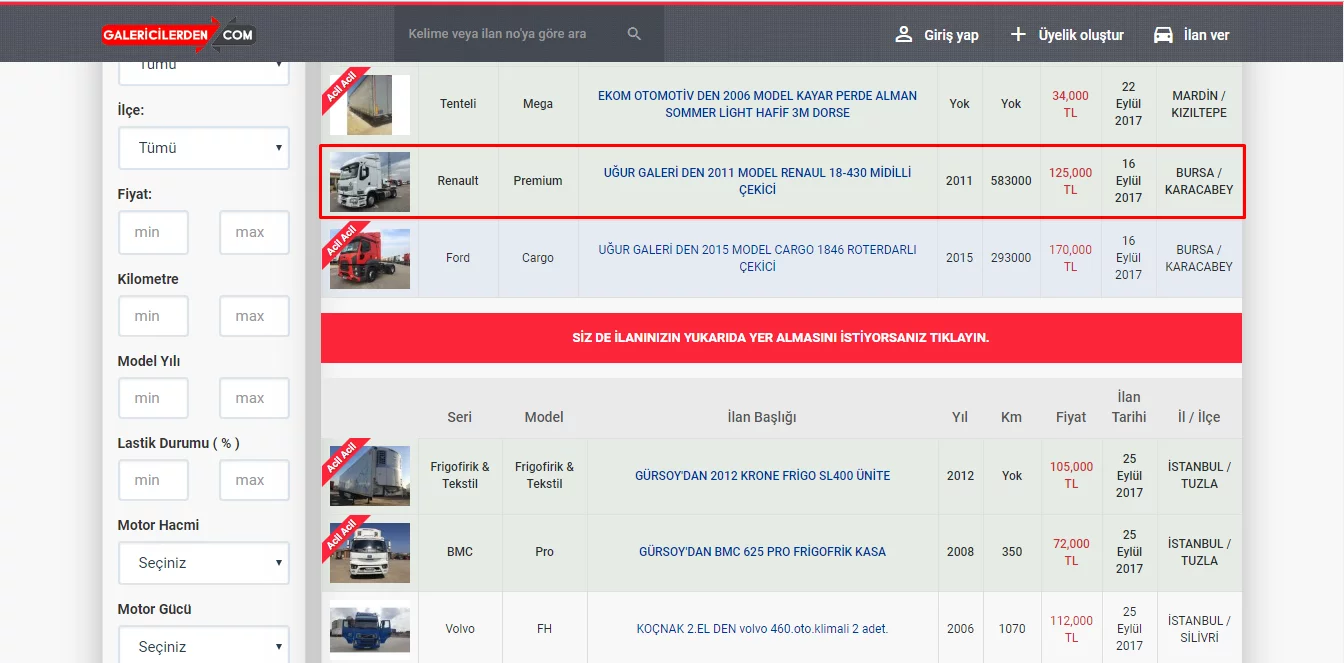 GALERICILERDEN COM
Kelime veya ilan no'ya göre ara
Giriş yap
Üyelik oluştur
İlan ver
Tümü
İlçe:
Tümü
Fiyat:
min
max
Kilometre
min
max
Model Yılı
min
max
Lastik Durumu ( % )
min
max
Motor Hacmi
Seçiniz
Motor Gücü
Seçiniz
Acil Acil
Tenteli
Mega
EKOM OTOMOTİV DEN 2006 MODEL KAYAR PERDE ALMAN
SOMMER LİGHT HAFİF 3M DORSE
Yok
Yok
34,000
TL
22
Eylül
2017
MARDİN /
KIZILTEPE
Renault
Premium
UĞUR GALERİ DEN 2011 MODEL RENAUL 18-430 MİDİLLİ
ÇEKİCİ
2011
583000
125,000
TL
16
Eylül
2017
BURSA /
KARACABEY
Acil Acil
Ford
Cargo
UĞUR GALERİ DEN 2015 MODEL CARGO 1846 ROTERDARLI
ÇEKİCİ
2015
293000
170,000
TL
16
Eylül
2017
BURSA /
KARACABEY
SİZ DE İLANINIZIN YUKARIDA YER ALMASINI İSTİYORSANIZ TIKLAYIN.
Seri
Model
İlan Başlığı
Yıl
Km
Fiyat
İlan
Tarihi
İl / İlçe
Acil Acil
Frigofirik &
Tekstil
Frigofirik &
Tekstil
GÜRSOY'DAN 2012 KRONE FRİGO SL400 ÜNİTE
2012
Yok
105,000
TL
25
Eylül
2017
İSTANBUL /
TUZLA
Acil Acil
BMC
Pro
GÜRSOY'DAN BMC 625 PRO FRİGOFRİK KASA
2008
350
72,000
TL
25
Eylül
2017
İSTANBUL /
TUZLA
Volvo
FH
KOÇNAK 2.EL DEN volvo 460.oto.klimali 2 adet.
2006
1070
112,000
TL
25
Eylül
2017
İSTANBUL /
SİLİVRİ